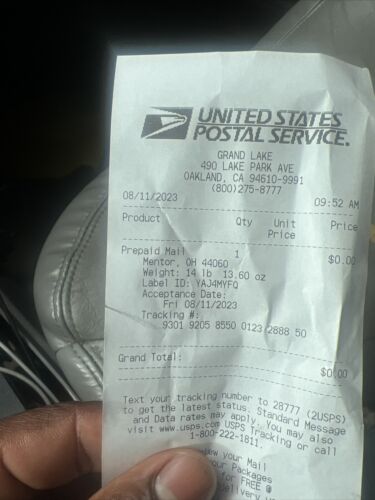 UNITED STATES
POSTAL SERVICE.
GRAND LAKE
490 LAKE PARK AVE
OAKLAND, CA 94610-9991
(800)275-8777
08/11/2023 09:52 AM
Product Qty Unit Price
Price
Prepaid Mail 1 $0.00
Mentor, OH 44060
Weight: 14 lb 13.60 oz
Label ID: YAJ4MYFQ
Acceptance Date:
Fri 08/11/2023
Tracking #:
9301 9205 8550 0123 2888 50
Grand Total: $0.00
Text your tracking number to 28777 (2USPS)
to get the latest status. Standard Message
and Data rates may apply. You may also
visit www.usps.com USPS Tracking or call
1-800-222-1811.
your Mail
Packages
for FREE @